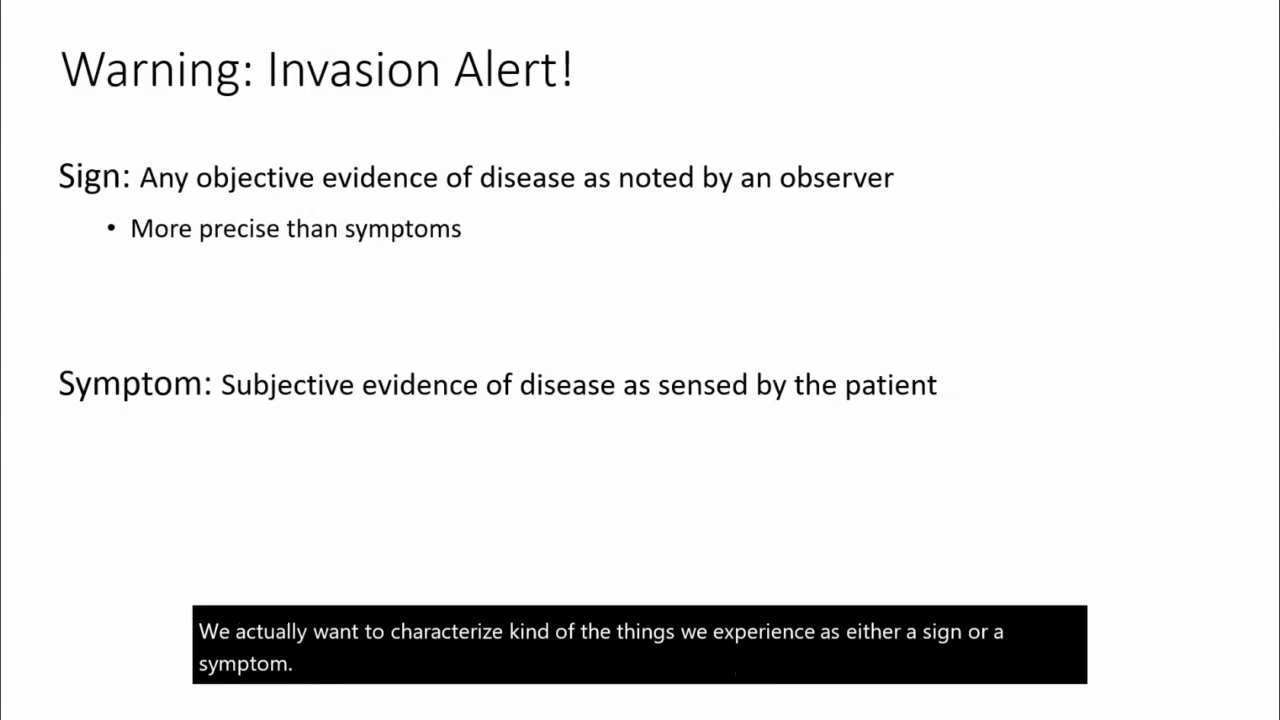 Warning: Invasion Alert!
Sign: Any objective evidence of disease as noted by an observer
• More precise than symptoms
Symptom: Subjective evidence of disease as sensed by the patient
We actually want to characterize kind of the things we experience as either a sign or a
symptom.